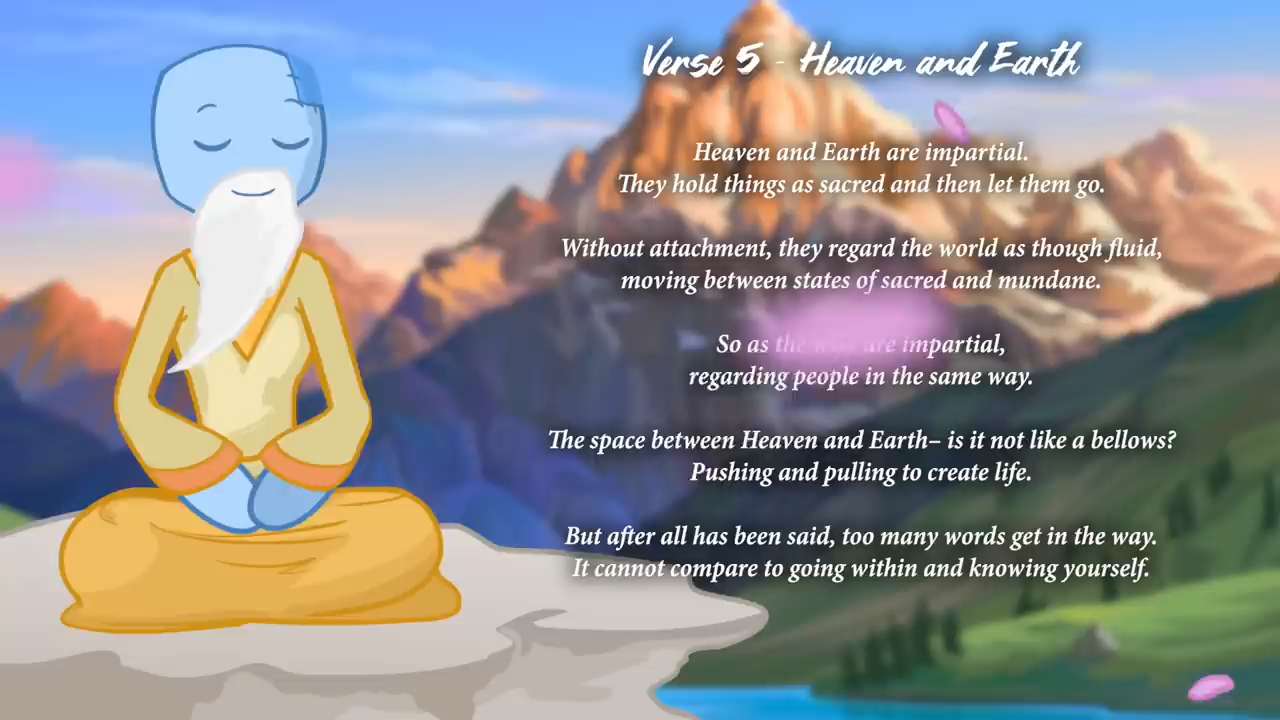 Verse 5 - Heaven and Earth
Heaven and Earth are impartial.
They hold things as sacred and then let them go.
Without attachment, they regard the world as though fluid,
moving between states of sacred and mundane.
So as the wise are impartial,
regarding people in the same way.
The space between Heaven and Earth– is it not like a bellows?
Pushing and pulling to create life.
But after all has been said, too many words get in the way.
It cannot compare to going within and knowing yourself.